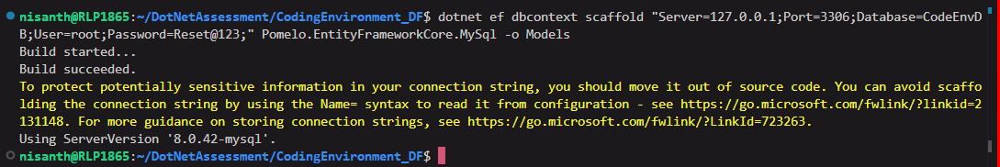 nisanth@RLP1865:~/DotNetAssessment/CodingEnvironment_DF$ dotnet ef dbcontext scaffold "Server=127.0.0.1;Port=3306;Database=CodeEnvD
B;User=root;Password=Reset@123;" Pomelo.EntityFrameworkCore.MySql -o Models
Build started...
Build succeeded.
To protect potentially sensitive information in your connection string, you should move it out of source code. You can avoid scaffo
lding the connection string by using the Name= syntax to read it from configuration - see https://go.microsoft.com/fwlink/?linkid=2
131148. For more guidance on storing connection strings, see https://go.microsoft.com/fwlink/?LinkId=723263.
Using ServerVersion '8.0.42-mysql'.
nisanth@RLP1865:~/DotNetAssessment/CodingEnvironment_DF$